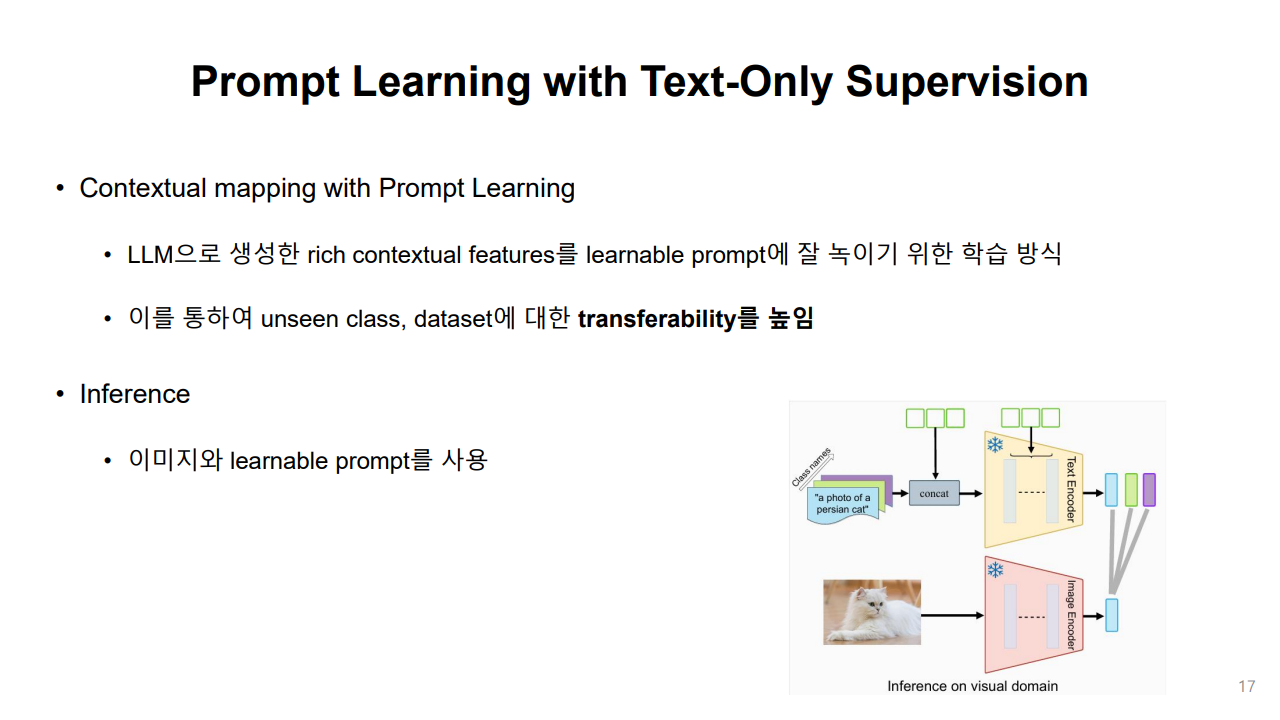 Prompt Learning with Text-Only Supervision
• Contextual mapping with Prompt Learning
• LLM으로 생성한 rich contextual features를 learnable prompt에 잘 녹이기 위한 학습 방식
• 이를 통하여 unseen class, dataset에 대한 transferability를 높임
• Inference
• 이미지와 learnable prompt를 사용
Class names
"a photo of a
persian cat"
concat
Text Encoder
Image Encoder
Inference on visual domain
17